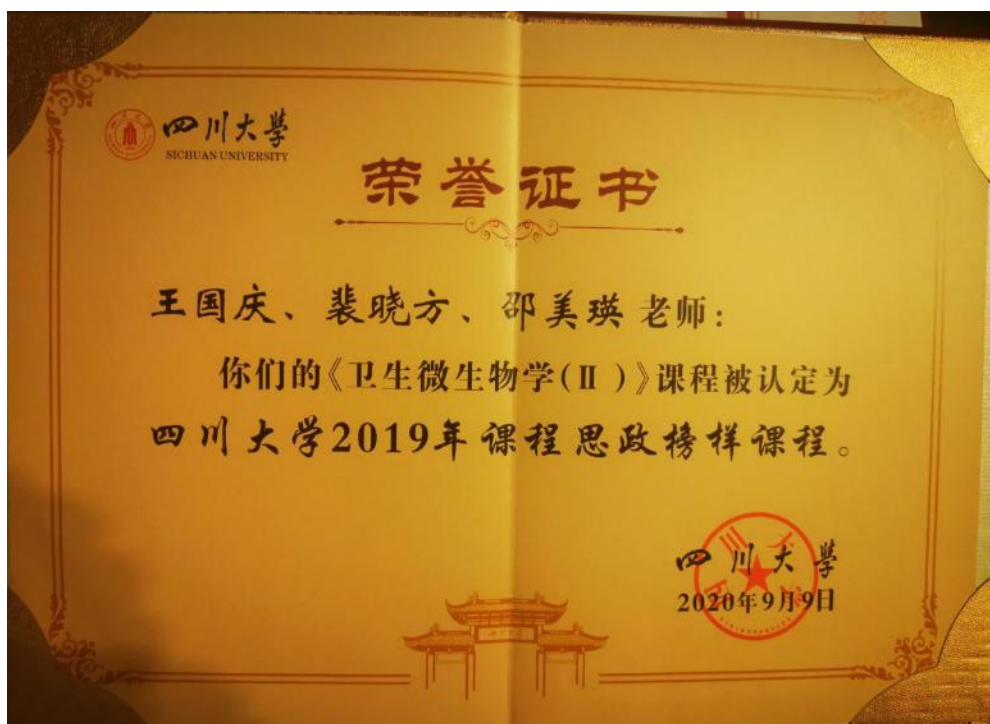 四川大學
SICHUAN UNIVERSITY
荣誉证书
王国庆、裴晓方、邵美瑛 老师:
你们的《卫生微生物学(Ⅱ)》课程被认定为
四川大学2019年课程思政榜样课程。
四川大學
2020年9月9日